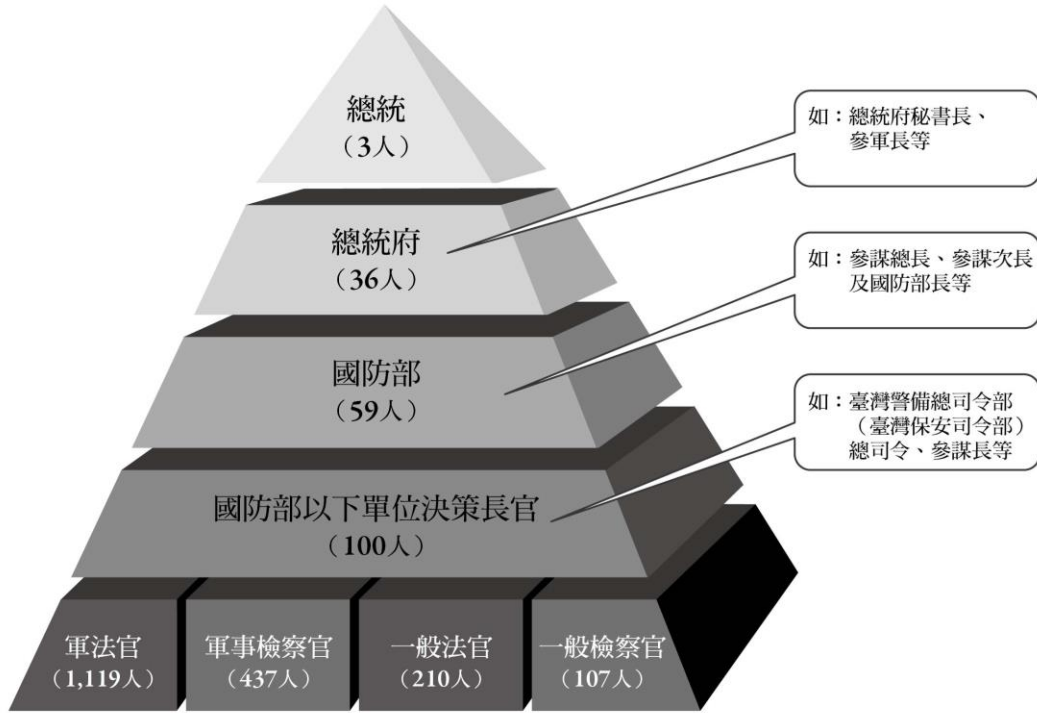 總統
（3人）
如：總統府秘書長、
參軍長等
總統府
（36人）
如：參謀總長、參謀次長
及國防部長等
國防部
（59人）
如：臺灣警備總司令部
（臺灣保安司令部）
總司令、參謀長等
國防部以下單位決策長官
（100人）
軍法官
（1,119人）
軍事檢察官
（437人）
一般法官
（210人）
一般檢察官
（107人）